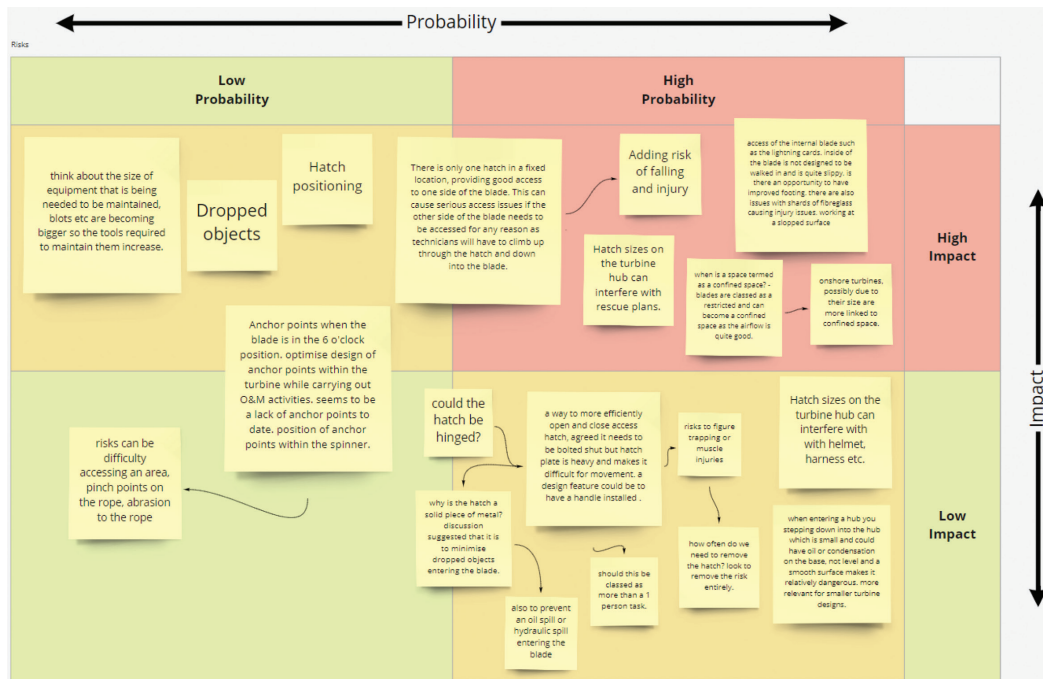 Probability
Risks
Low
Probability
High
Probability
think about the size
of equipment that is being
needed to be maintained,
blots etc are becoming
bigger so the tools required
to maintain them increase.
Dropped
objects
Hatch
positioning
There is only one hatch in a fixed
location, providing good access
to one side of the blade. This can
cause serious access issues if the
other side of the blade needs to
be accessed for any reason as
technicians will have to climb up
through the hatch and down
into the blade.
Adding risk
of falling
and injury
access of the internal blade such
as the lightning cards. inside of
the blade is not designed to be
walked in and is quite slippy. is
there an opportunity to have
improved footing. there are also
issues with shards of fibreglass
causing injury issues. working at
a slopped surface
Hatch sizes on
the turbine
hub can
interfere with
rescue plans.
when is a space termed
as a confined space? -
blades are classed as a
restricted and can
become a confined
space as the airflow is
quite good.
onshore turbines,
possibly due to
their size are
more linked to
confined space.
High
Impact
Impact
Anchor points when the
blade is in the 6 o'clock
position. optimise design of
anchor points within the
turbine while carrying out
O&M activities. seems to be
a lack of anchor points to
date. position of anchor
points within the spinner.
risks can be
difficulty
accessing an area,
pinch points on
the rope, abrasion
to the rope
could the
hatch be
hinged?
a way to more efficiently
open and close access
hatch, agreed it needs to
be bolted shut but hatch
plate is heavy and makes it
difficult for movement. a
design feature could be to
have a handle installed .
risks to figure
trapping or
muscle
injuries
Hatch sizes on the
turbine hub can
interfere with
with helmet,
harness etc.
why is the hatch a
solid piece of metal?
discussion
suggested that it is
to minimise
dropped objects
entering the blade.
also to prevent
an oil spill or
hydraulic spill
entering the
blade
should this be
classed as
more than a 1
person task.
how often do we
need to remove
the hatch? look to
remove the risk
entirely.
when entering a hub you
stepping down into the hub
which is small and could
have oil or condensation
on the base, not level and a
smooth surface makes it
relatively dangerous. more
relevant for smaller turbine
designs.
Low
Impact